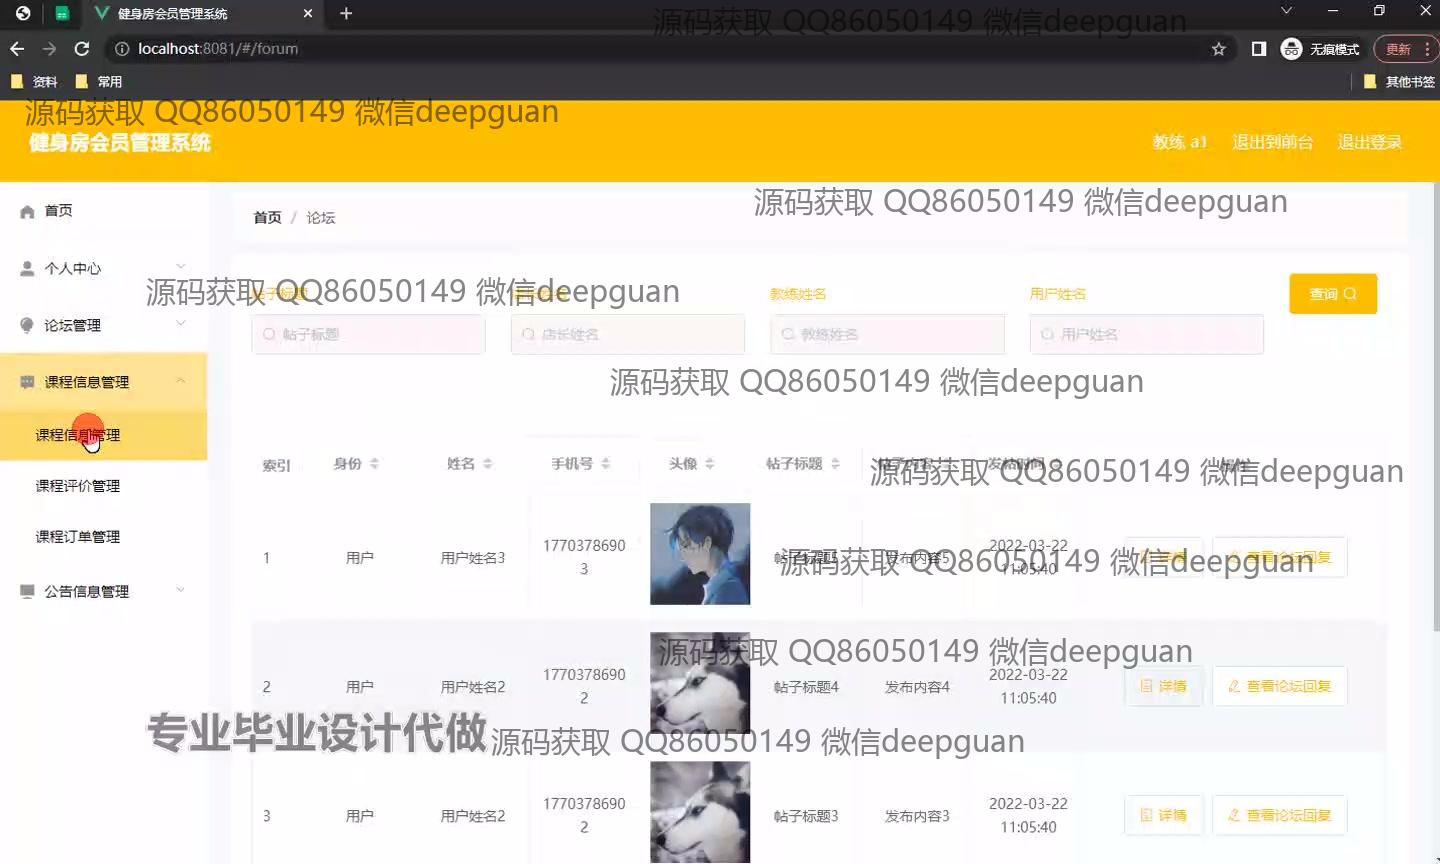 健身房会员管理系统
源码获取 QQ86050149 微信deepguan
localhost:8081/#/forum
无痕模式
更新
资料
常用
其他书签
源码获取 QQ86050149 微信deepguan
健身房会员管理系统
教练 a1
退出到前台
退出登录
源码获取 QQ86050149 微信deepguan
首页
首页 / 论坛
个人中心
源码获取 QQ86050149 微信deepguan
帖子标题
店长姓名
教练姓名
用户姓名
查询
论坛管理
帖子标题
店长姓名
教练姓名
用户姓名
课程信息管理
源码获取 QQ86050149 微信deepguan
课程信息管理
索引
身份
姓名
手机号
头像
帖子标题
发帖时间
源码获取 QQ86050149 微信deepguan
课程评价管理
课程订单管理
1
用户
用户姓名3
1770378690
3
帖子标题5
发布内容5
2022-03-22
11:05:40
详情
查看论坛回复
源码获取 QQ86050149 微信deepguan
公告信息管理
源码获取 QQ86050149 微信deepguan
2
用户
用户姓名2
1770378690
2
帖子标题4
发布内容4
2022-03-22
11:05:40
详情
查看论坛回复
专业毕业设计代做
源码获取 QQ86050149 微信deepguan
3
用户
用户姓名2
1770378690
2
帖子标题3
发布内容3
2022-03-22
11:05:40
详情
查看论坛回复